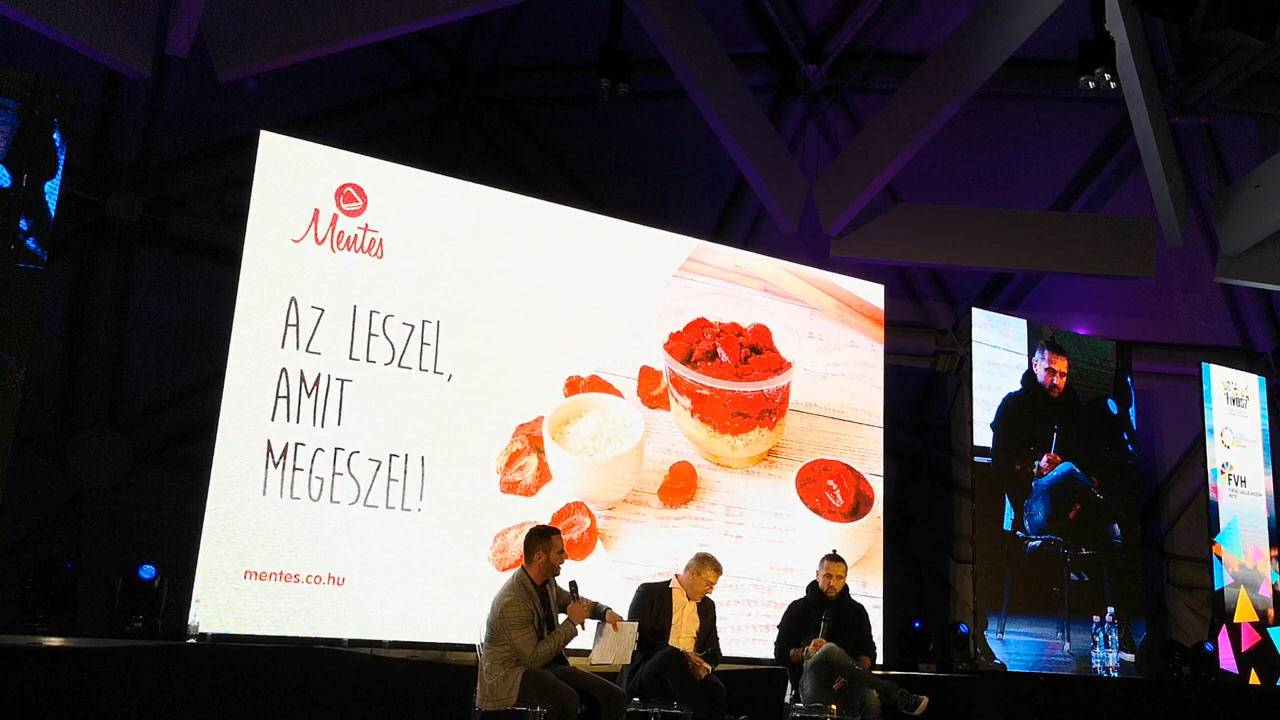 Mentes
AZ LESZEL,
AMIT
MEGESZEL!
mentes.co.hu
FVH